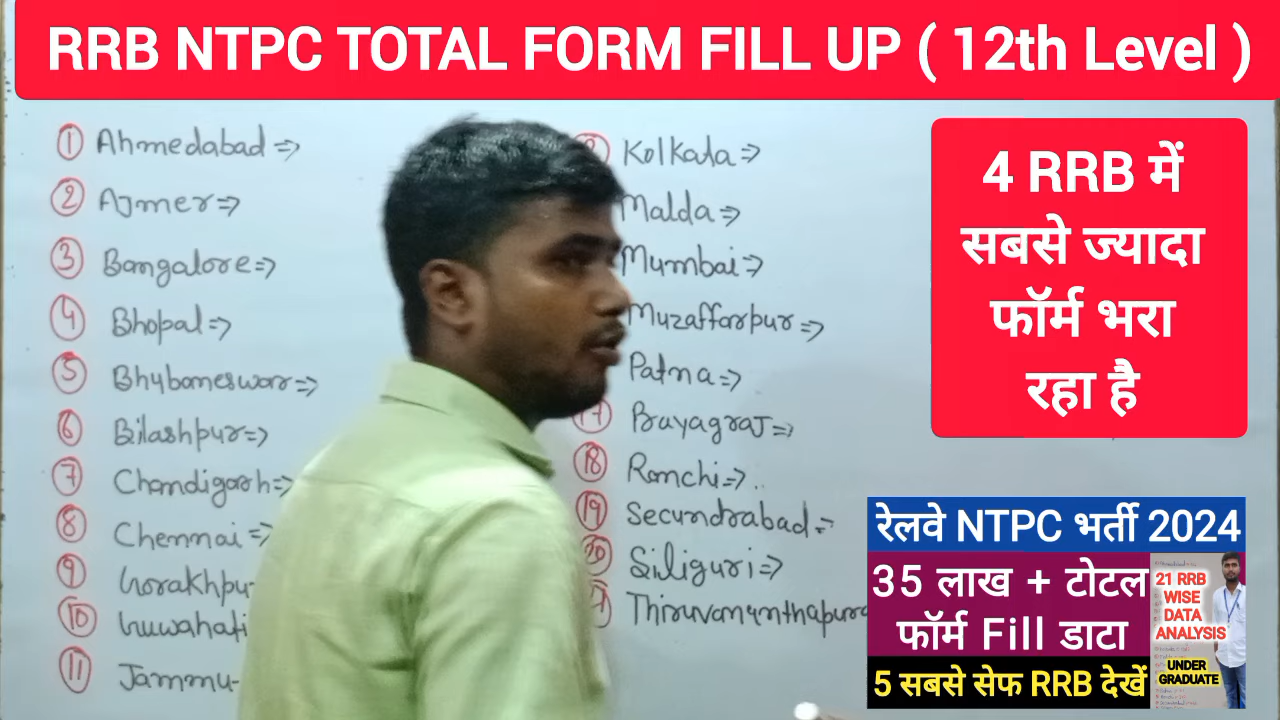 RRB NTPC TOTAL FORM FILL UP ( 12th Level )
① Ahmedabad =>
② Ajmer =>
③ Bangalore =>
④ Bhopal =>
⑤ Bhubaneswar =>
⑥ Bilashpur =>
⑦ Chandigarh =>
⑧ Chennai =>
⑨ Gorakhpu
⑩ Guwahati
⑪ Jammu-
Kolkata =>
Malda =>
Mumbai =>
Muzaffarpur =>
Patna =>
17 Prayagraj =>
⑱ Ranchi =>
⑲ Secundrabad =>
⑳ Siliguri =>
Thiruvanynthapura
4 RRB में
सबसे ज्यादा
फॉर्म भरा
रहा है
रेलवे NTPC भर्ती 2024
35 लाख + टोटल
फॉर्म Fill डाटा
5 सबसे सेफ RRB देखें
21 RRB
WISE
DATA
ANALYSIS
UNDER
GRADUATE